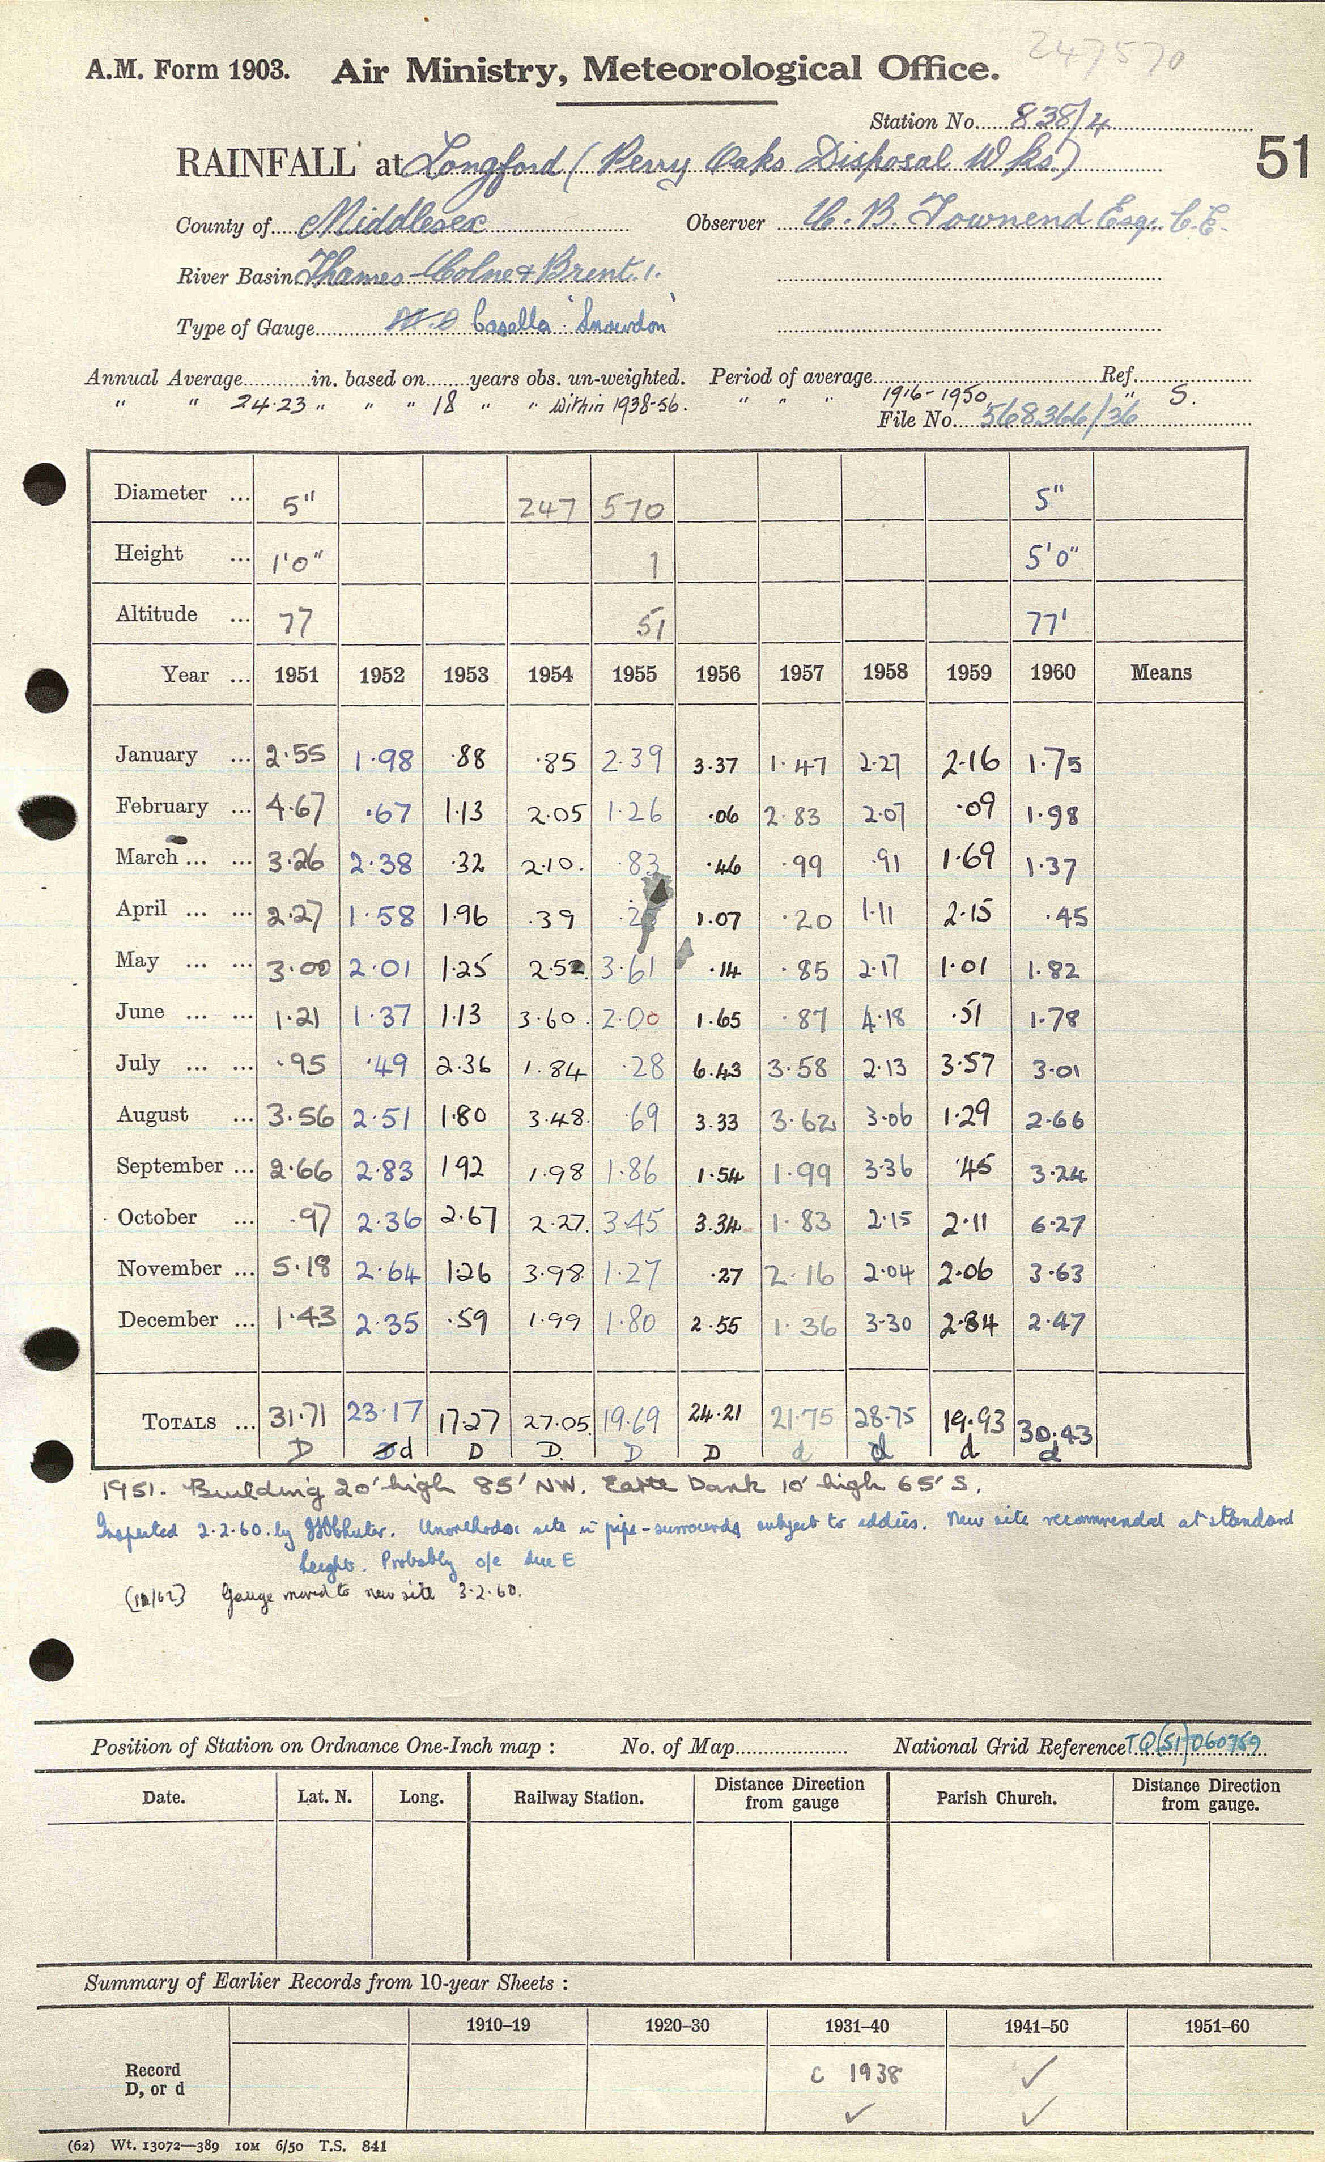 247570
A.M. Form 1903. Air Ministry, Meteorological Office.
Station No. 838/4
51
RAINFALL at Longford (Perry Oaks Disposal Wks)
County of Middlesex Observer C. B. Townend Esq. C.E.
River Basin Thames - Colne & Brent. 1.
Type of Gauge M.O Casella 'Snowdon'
Annual Average in. based on years obs. un-weighted. Period of average Ref.
" " 24.23 " " " 18 " " Within 1938-56. " " " 1916-1950. " S.
File No. 568366/36
Diameter ... 5" 247 570 5"
Height ... 1'0" 1 5'0"
Altitude ... 77 51 77'
Year ... 1951 1952 1953 1954 1955 1956 1957 1958 1959 1960 Means
January ... 2.55 1.98 .88 .85 2.39 3.37 1.47 2.27 2.16 1.75
February ... 4.67 .67 1.13 2.05 1.26 .06 2.83 2.07 .09 1.98
March ... ... 3.26 2.38 .32 2.10. .83 .46 .99 .91 1.69 1.37
April ... ... 2.27 1.58 1.96 .39 1.07 .20 1.11 2.15 .45
May ... ... 3.00 2.01 1.25 2.52 3.61 .14 .85 2.17 1.01 1.82
June ... ... 1.21 1.37 1.13 3.60. 2.00 1.65 .87 4.18 .51 1.78
July ... ... .95 .49 2.36 1.84 .28 6.43 3.58 2.13 3.57 3.01
August ... 3.56 2.51 1.80 3.48. .69 3.33 3.62 3.06 1.29 2.66
September ... 2.66 2.83 1 92 1.98 1.86 1.54 1.99 3.36 .45 3.24
October ... .97 2.36 2.67 2.27. 3.45 3.34 1.83 2.15 2.11 6.27
November ... 5.18 2.64 1.26 3.98 1.27 .27 2.16 2.04 2.06 3.63
December ... 1.43 2.35 .59 1.99 1.80 2.55 1.36 3.30 2.84 2.47
TOTALS ... 31.71 23.17 17.27 27.05 19.69 24.21 21.75 28.75 19.93 30.43
D d D D. D D d d d d
1951. Building 20' high 85' NW. Earth Bank 10' high 65' S.
Inspected 2.2.60. by Unorthodox site in pipe-surrounds subject to eddies. New site recommended at standard
height. Probably o/e due E
Gauge moved to new site 3.2.60.
Position of Station on Ordnance One-Inch map : No. of Map National Grid Reference TQ(51)060759
Date. Lat. N. Long. Railway Station. Distance Direction from gauge Parish Church. Distance Direction from gauge.
Summary of Earlier Records from 10-year Sheets :
1910–19 1920–30 1931–40 1941–50 1951–60
Record c 1938 ✓
D, or d ✓ ✓
(62) Wt. 13072—389 10M 6/50 T.S. 841